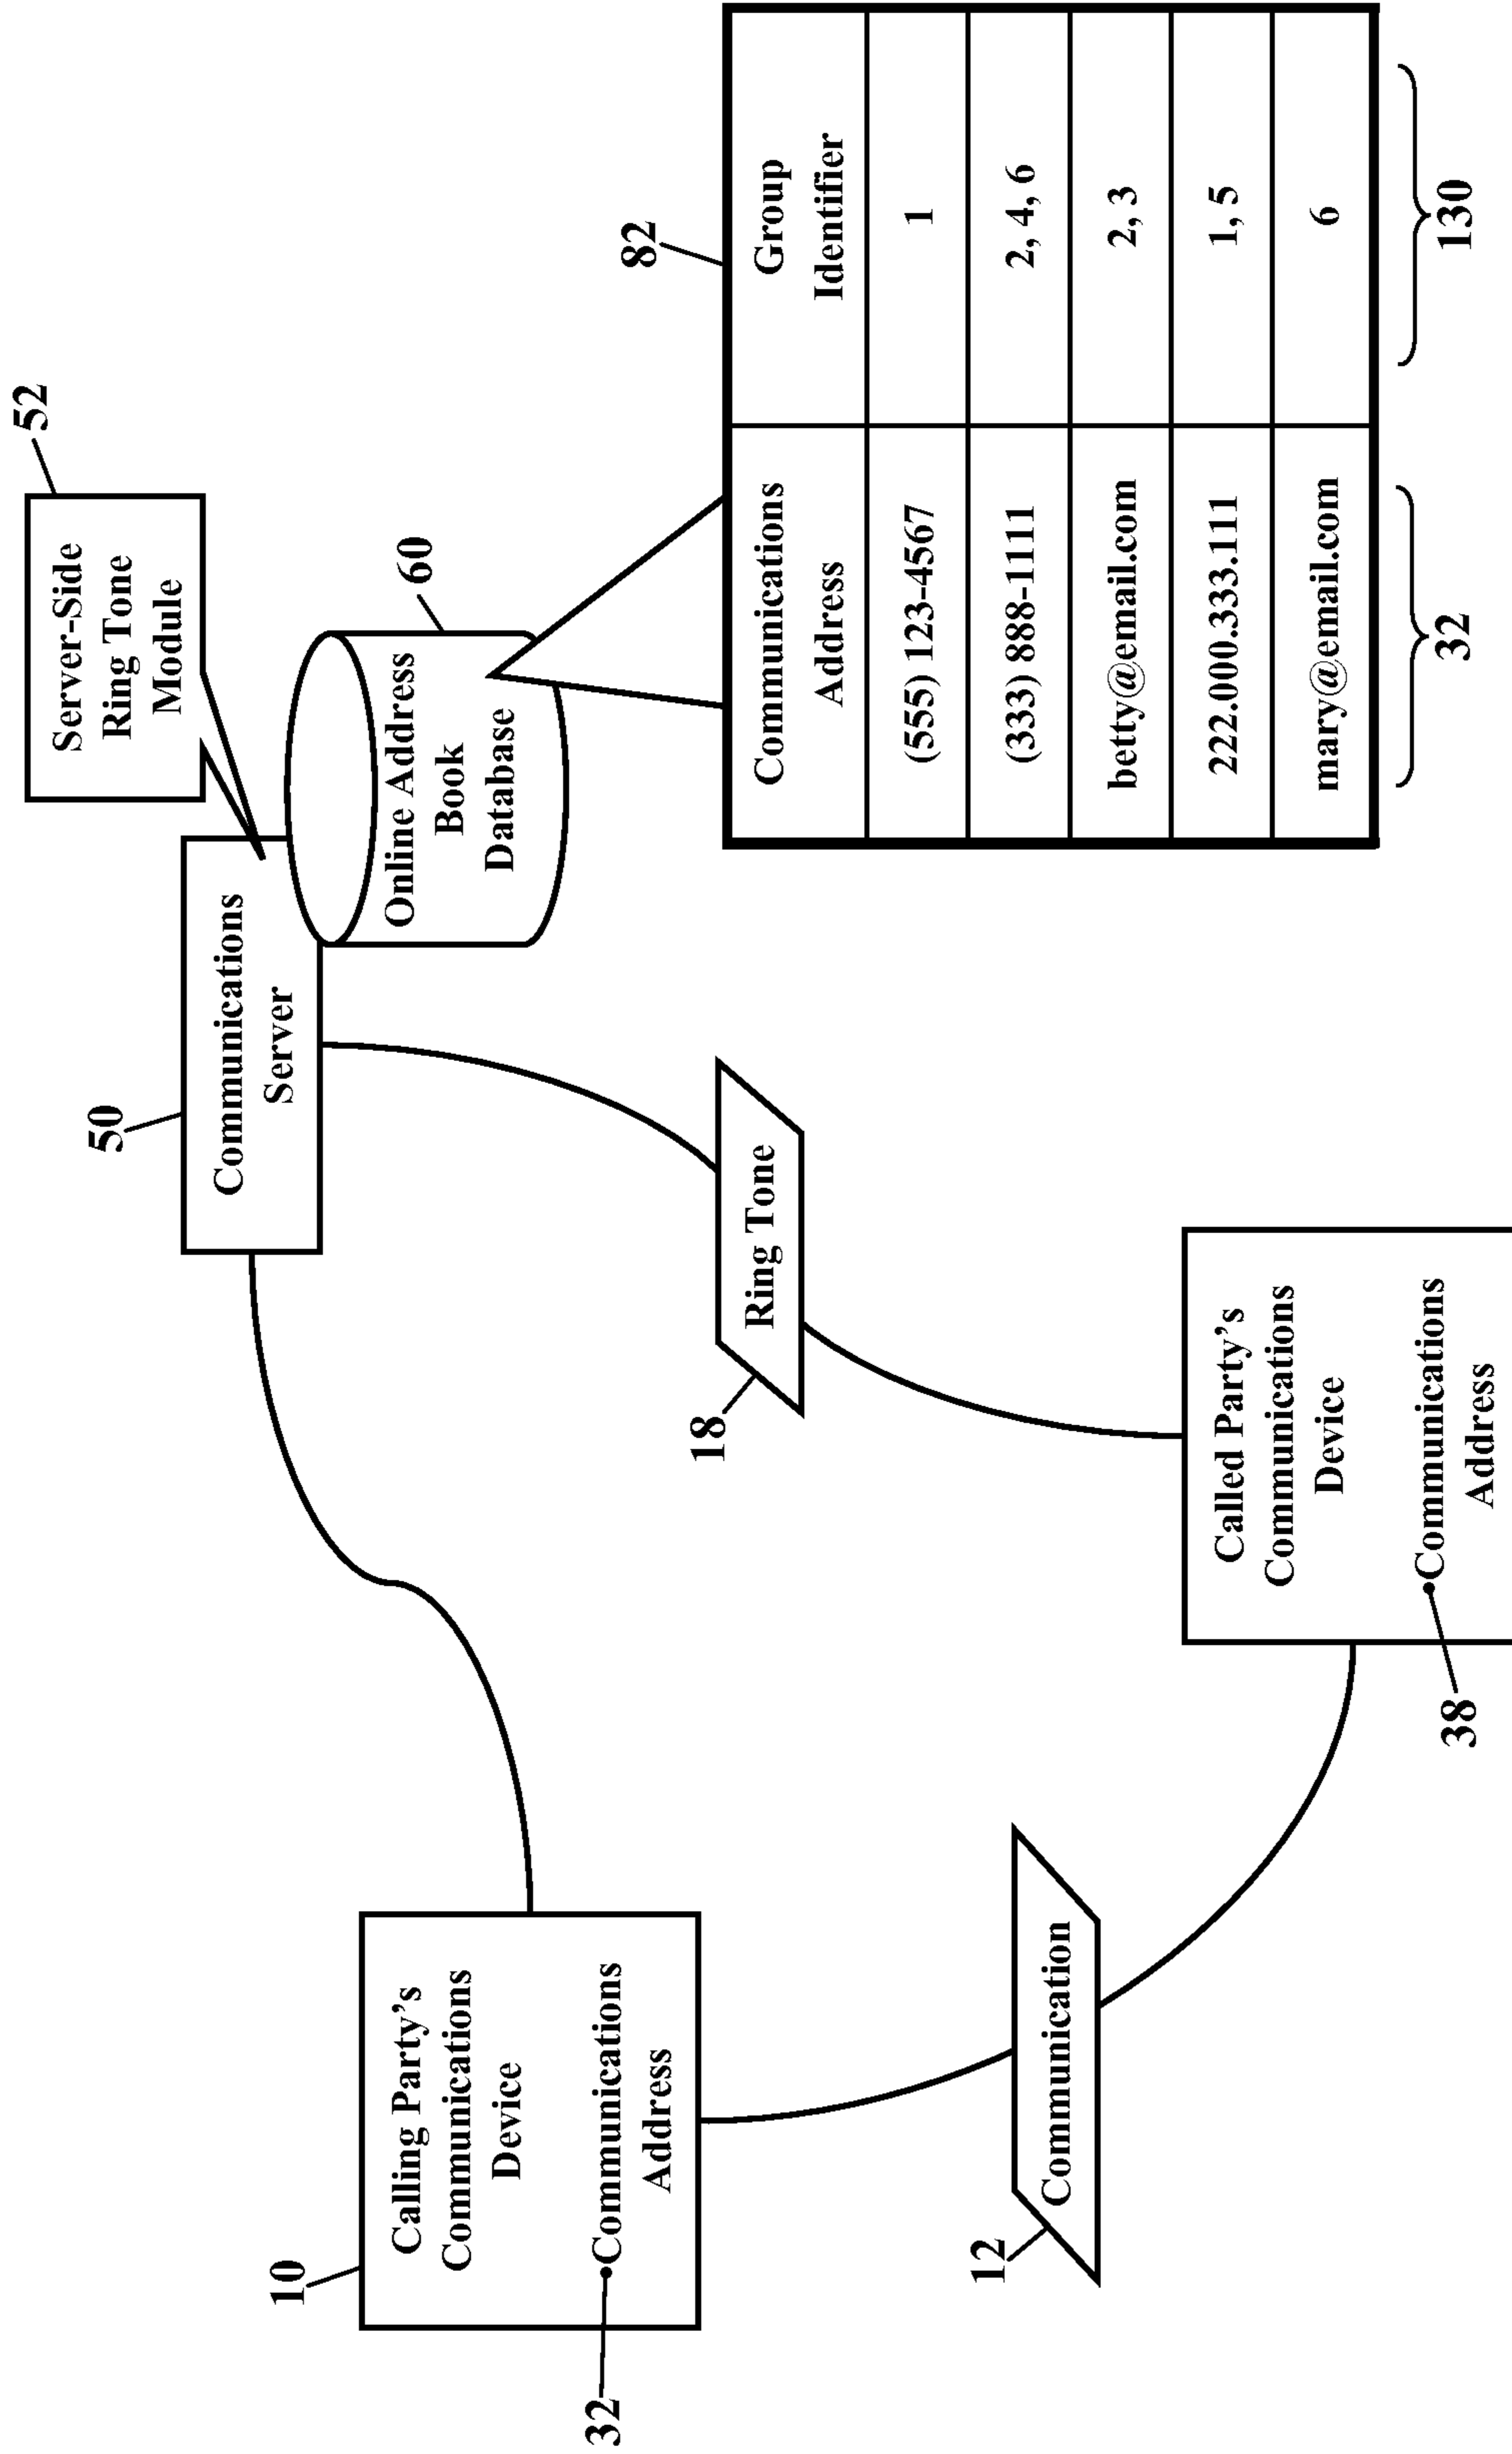 52
Server-Side
Ring Tone
Module
50
Communications
Server
60
Online Address
Book
Database
10
Calling Party's
Communications
Device
32
Communications
Address
12
Communication
18
Ring Tone
Called Party's
Communications
Device
38
Communications
Address
82
Communications
Address
Group
Identifier
(555) 123-4567
1
(333) 888-1111
2, 4, 6
betty@email.com
2, 3
222.000.333.111
1, 5
mary@email.com
6
32
130